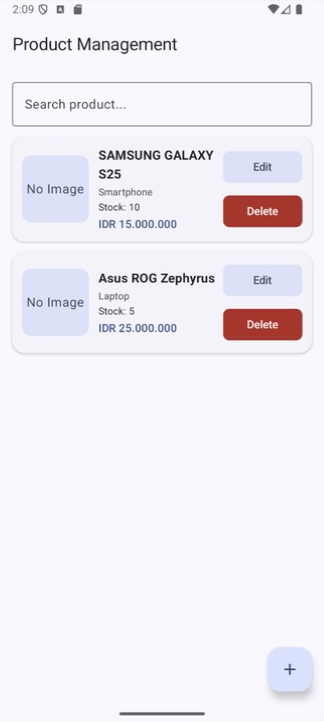 2:09
Product Management
Search product...
No Image
SAMSUNG GALAXY
S25
Smartphone
Stock: 10
IDR 15.000.000
Edit
Delete
No Image
Asus ROG Zephyrus
Laptop
Stock: 5
IDR 25.000.000
Edit
Delete
+